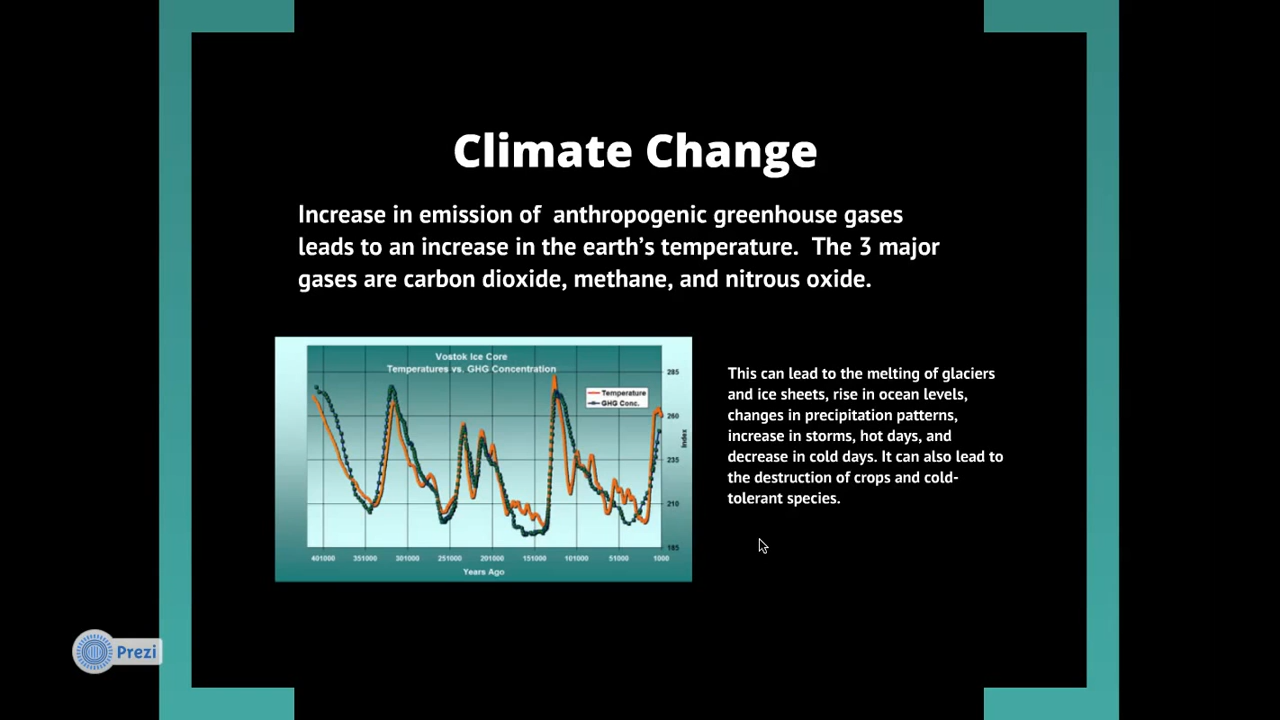 Climate Change
Increase in emission of  anthropogenic greenhouse gases
leads to an increase in the earth's temperature.  The 3 major
gases are carbon dioxide, methane, and nitrous oxide.
Vostok Ice Core
Temperatures vs. GHG Concentration
Temperature
GHG Conc.
285
260
235
210
185
Index
401000 351000 301000 251000 201000 151000 101000 51000 1000
Years Ago
This can lead to the melting of glaciers
and ice sheets, rise in ocean levels,
changes in precipitation patterns,
increase in storms, hot days, and
decrease in cold days. It can also lead to
the destruction of crops and cold-
tolerant species.
Prezi